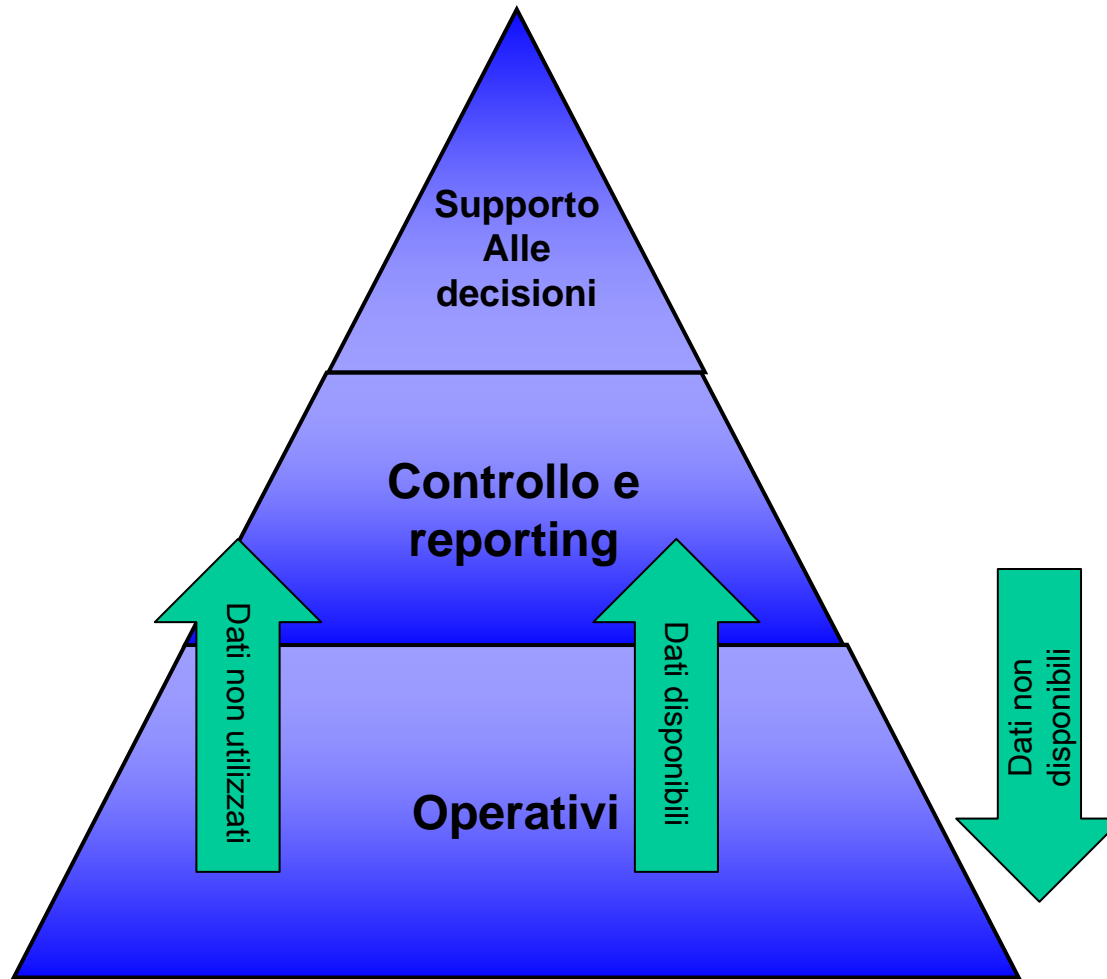 Supporto
Alle
decisioni
Controllo e
reporting
Dati non utilizzati
Dati disponibili
Dati non
disponibili
Operativi